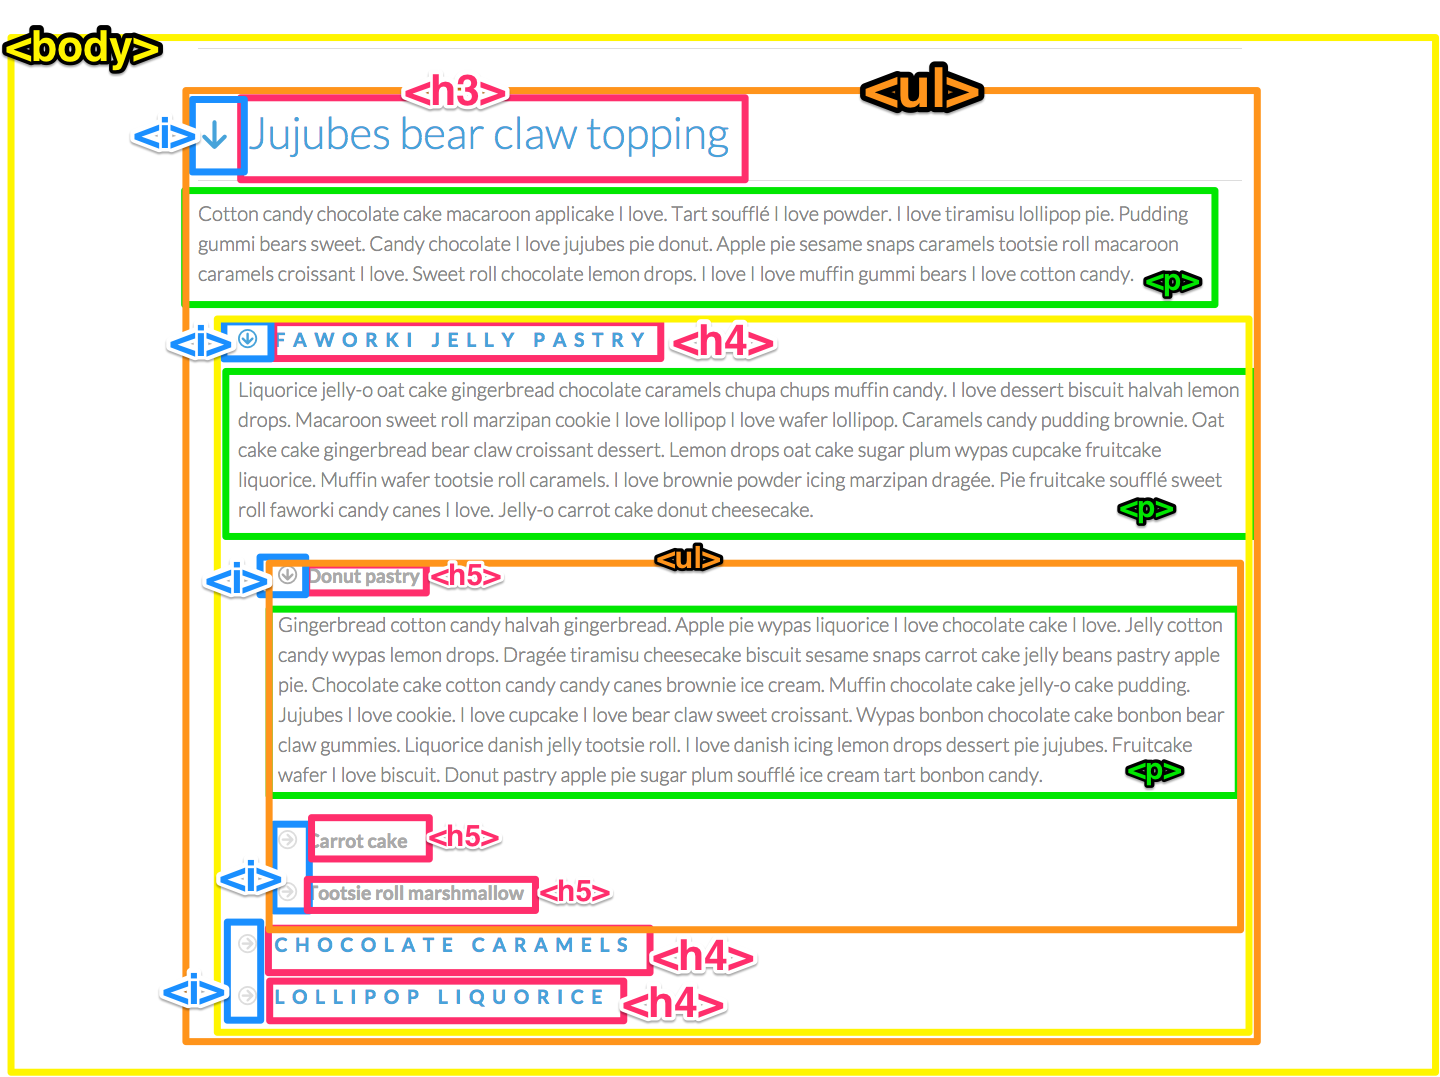 <body>
<ul>
<h3>
<i> Jujubes bear claw topping
Cotton candy chocolate cake macaroon applicake I love. Tart soufflé I love powder. I love tiramisu lollipop pie. Pudding
gummi bears sweet. Candy chocolate I love jujubes pie donut. Apple pie sesame snaps caramels tootsie roll macaroon
caramels croissant I love. Sweet roll chocolate lemon drops. I love I love muffin gummi bears I love cotton candy.
<p>
<i> FAWORKI JELLY PASTRY <h4>
Liquorice jelly-o oat cake gingerbread chocolate caramels chupa chups muffin candy. I love dessert biscuit halvah lemon
drops. Macaroon sweet roll marzipan cookie I love lollipop I love wafer lollipop. Caramels candy pudding brownie. Oat
cake cake gingerbread bear claw croissant dessert. Lemon drops oat cake sugar plum wypas cupcake fruitcake
liquorice. Muffin wafer tootsie roll caramels. I love brownie powder icing marzipan dragée. Pie fruitcake soufflé sweet
roll faworki candy canes I love. Jelly-o carrot cake donut cheesecake.
<p>
<ul>
<i> Donut pastry <h5>
Gingerbread cotton candy halvah gingerbread. Apple pie wypas liquorice I love chocolate cake I love. Jelly cotton
candy wypas lemon drops. Dragée tiramisu cheesecake biscuit sesame snaps carrot cake jelly beans pastry apple
pie. Chocolate cake cotton candy candy canes brownie ice cream. Muffin chocolate cake jelly-o cake pudding.
Jujubes I love cookie. I love cupcake I love bear claw sweet croissant. Wypas bonbon chocolate cake bonbon bear
claw gummies. Liquorice danish jelly tootsie roll. I love danish icing lemon drops dessert pie jujubes. Fruitcake
wafer I love biscuit. Donut pastry apple pie sugar plum soufflé ice cream tart bonbon candy.
<p>
Carrot cake <h5>
<i>
Tootsie roll marshmallow <h5>
CHOCOLATE CARAMELS <h4>
<i> LOLLIPOP LIQUORICE <h4>